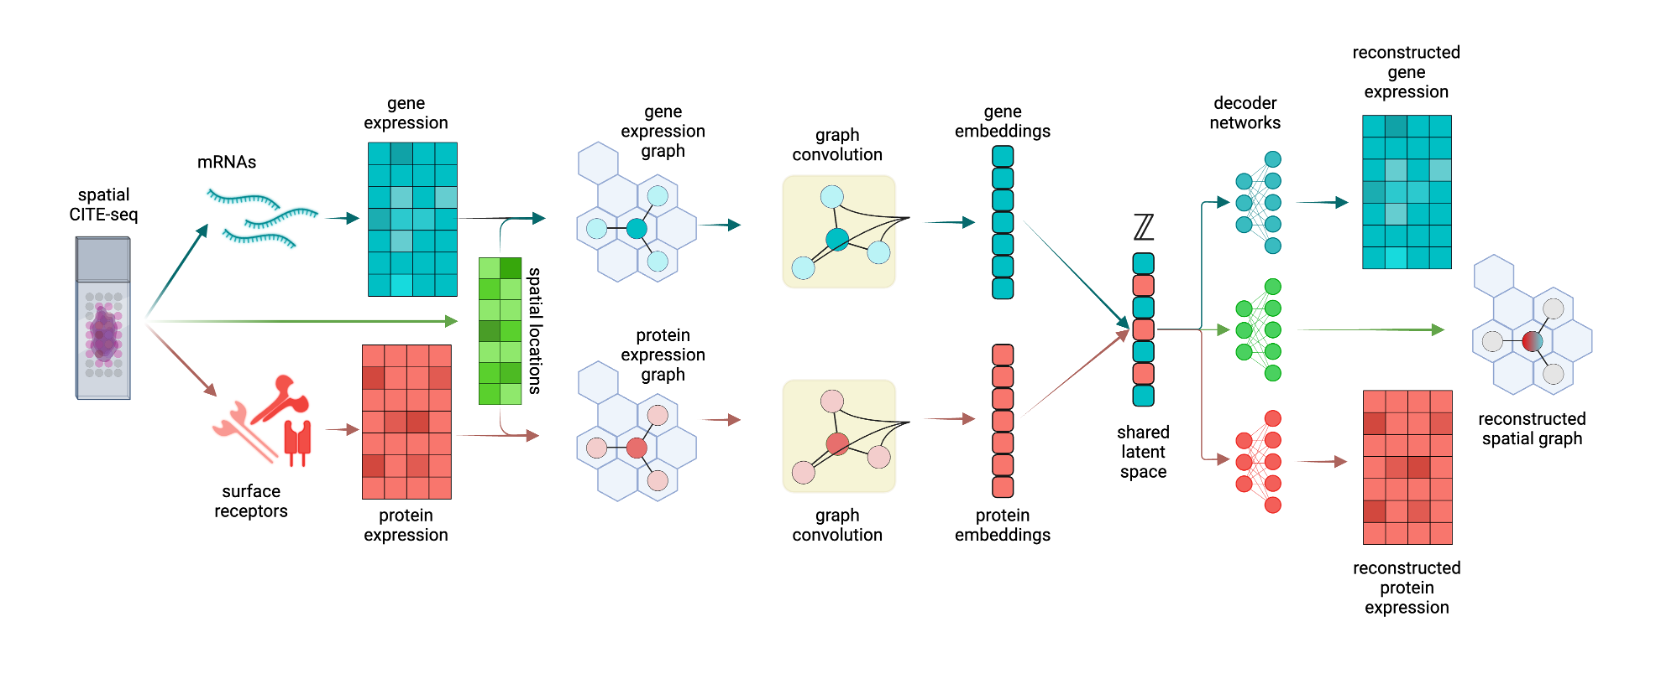 spatial
CITE-seq
mRNAs
surface
receptors
gene
expression
protein
expression
spatial locations
gene
expression
graph
protein
expression
graph
graph
convolution
graph
convolution
gene
embeddings
protein
embeddings
ℤ
shared
latent
space
decoder
networks
reconstructed
gene
expression
reconstructed
spatial graph
reconstructed
protein
expression